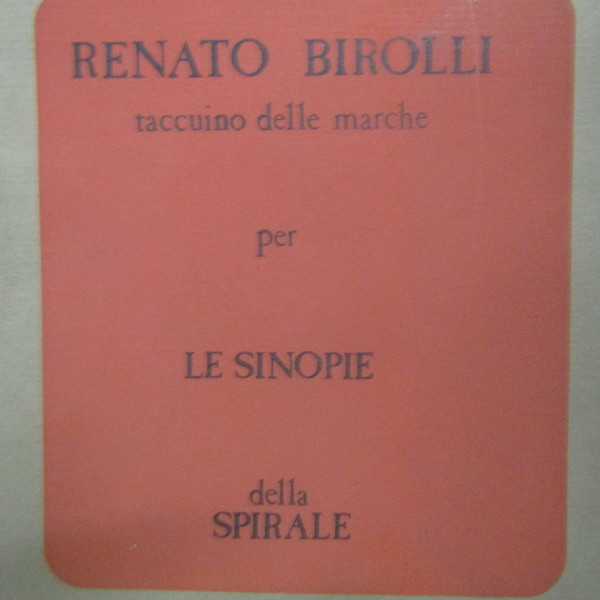 RENATO BIROLLI
taccuino delle marche
per
LE SINOPIE
della
SPIRALE